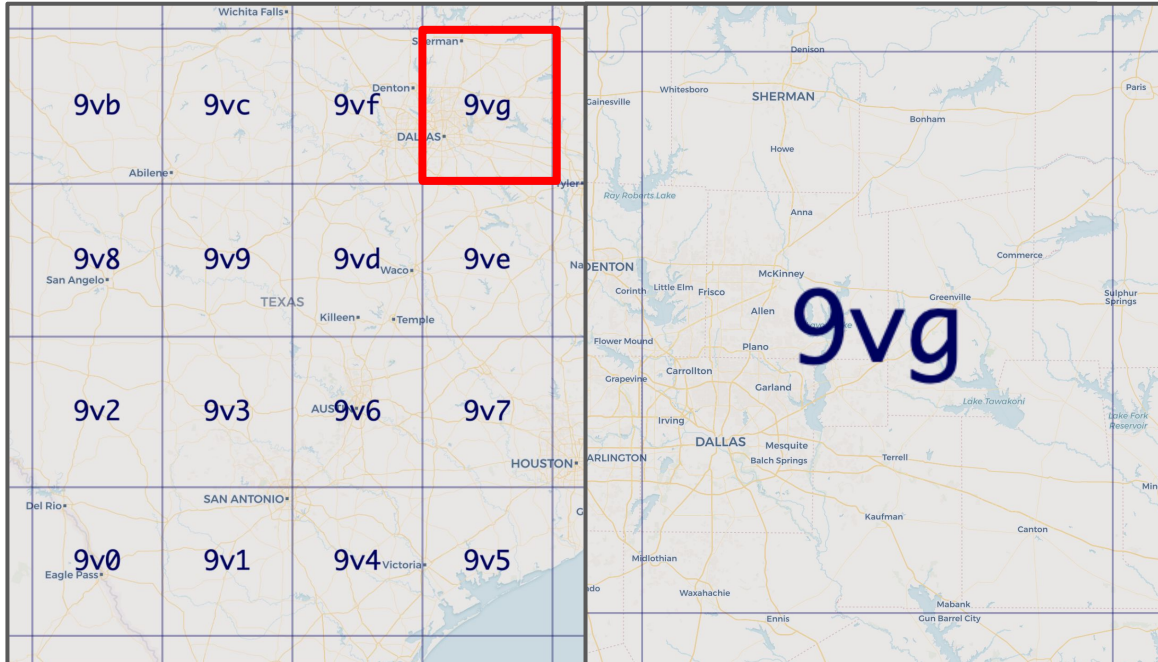 Wichita Falls
Sherman
Denton
9vb
9vc
9vf
9vg
DALLAS
Abilene
Tyler
9v8
9v9
9vd
Waco
9ve
San Angelo
TEXAS
Killeen
Temple
9v2
9v3
AUSTIN
9v6
9v7
HOUSTON
SAN ANTONIO
Del Rio
9v0
9v1
9v4
Victoria
9v5
Eagle Pass
Denison
Whitesboro
SHERMAN
Paris
Gainesville
Bonham
Howe
Ray Roberts Lake
Anna
Commerce
DENTON
McKinney
Corinth
Little Elm
Frisco
Greenville
Sulphur
Springs
Allen
9vg
Flower Mound
Plano
Carrollton
Grapevine
Garland
Lake Tawakoni
Lake Fork
Reservoir
Irving
DALLAS
Mesquite
ARLINGTON
Balch Springs
Terrell
Min
Kaufman
Canton
Midlothian
Waxahachie
Mabank
Ennis
Gun Barrel City